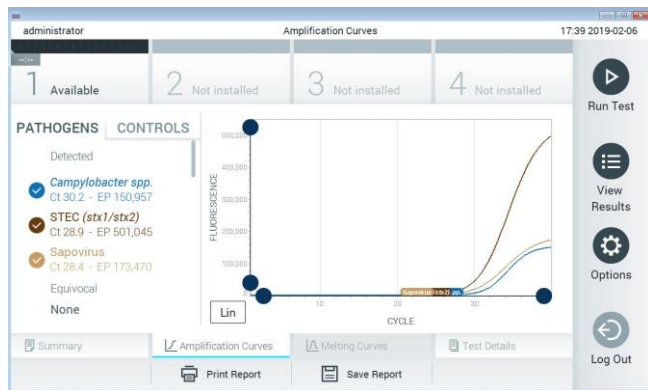 administrator
Amplification Curves
17:39 2019-02-06
--:--
1 Available
2 Not installed
3 Not installed
4 Not installed
Run Test
View
Results
Options
Log Out
PATHOGENS
CONTROLS
Detected
Campylobacter spp.
Ct 30.2 - EP 150,957
STEC (stx1/stx2)
Ct 28.9 - EP 501,045
Sapovirus
Ct 28.4 - EP 173,470
Equivocal
None
FLUORESCENCE
500,000
400,000
300,000
200,000
100,000
Sapovirus/stx2) pp.
10
20
30
CYCLE
Lin
Summary
Amplification Curves
Melting Curves
Test Details
Print Report
Save Report